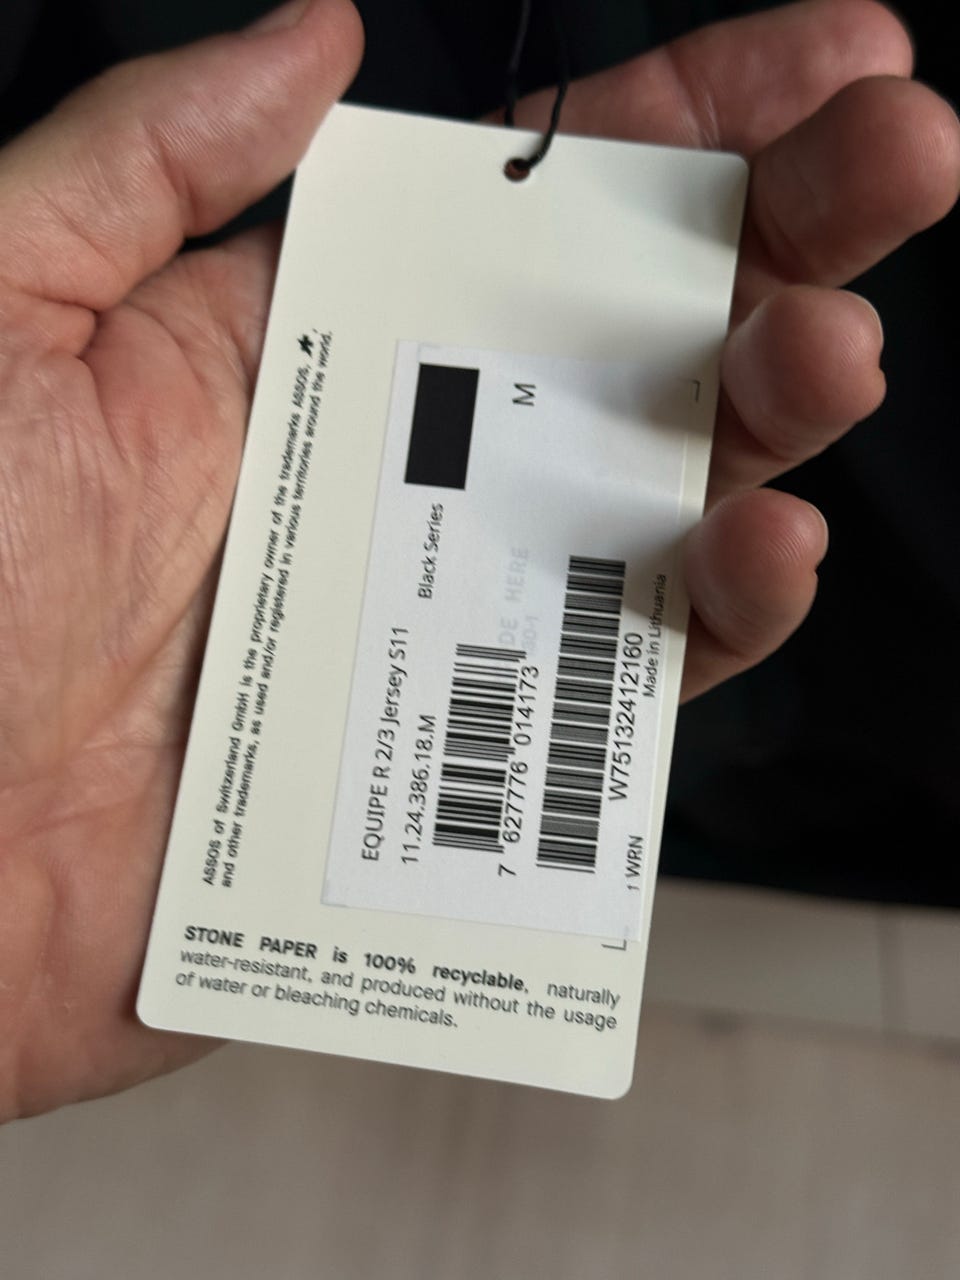 ASSOS of Switzerland GmbH is the proprietary owner of the trademarks ASSOS, ,
and other trademarks, as used and/or registered in various territories around the world.
EQUIPE R 2/3 Jersey S11
Black Series
11.24.386.18.M
M
7 627776 014173
DE HERE
W75132412160
Made in Lithuania
1 WRN
STONE PAPER is 100% recyclable, naturally
water-resistant, and produced without the usage
of water or bleaching chemicals.